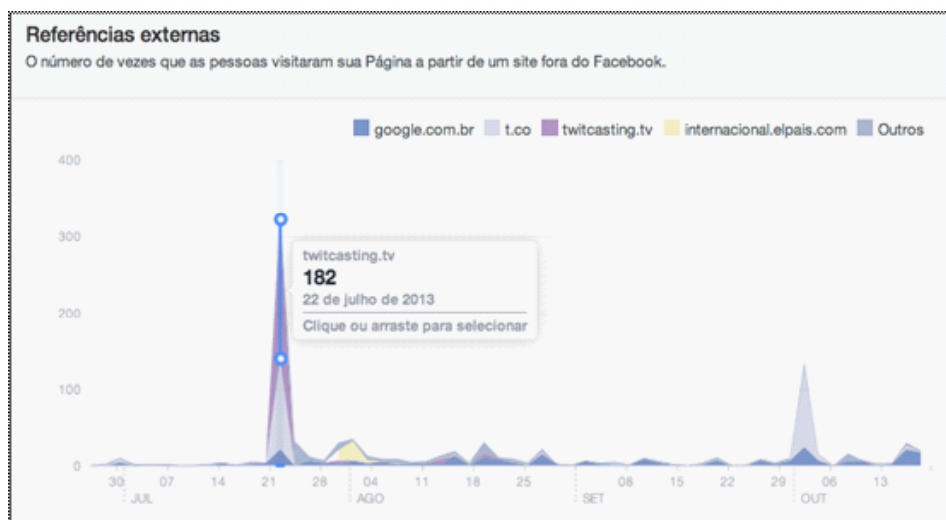 Referências externas
O número de vezes que as pessoas visitaram sua Página a partir de um site fora do Facebook.
google.com.br t.co twitcasting.tv internacional.elpais.com Outros
400
300
twitcasting.tv
182
22 de julho de 2013
Clique ou arraste para selecionar
200
100
0
30 07 14 21 28 04 11 18 25 08 15 22 29 06 13
JUL AGO SET OUT